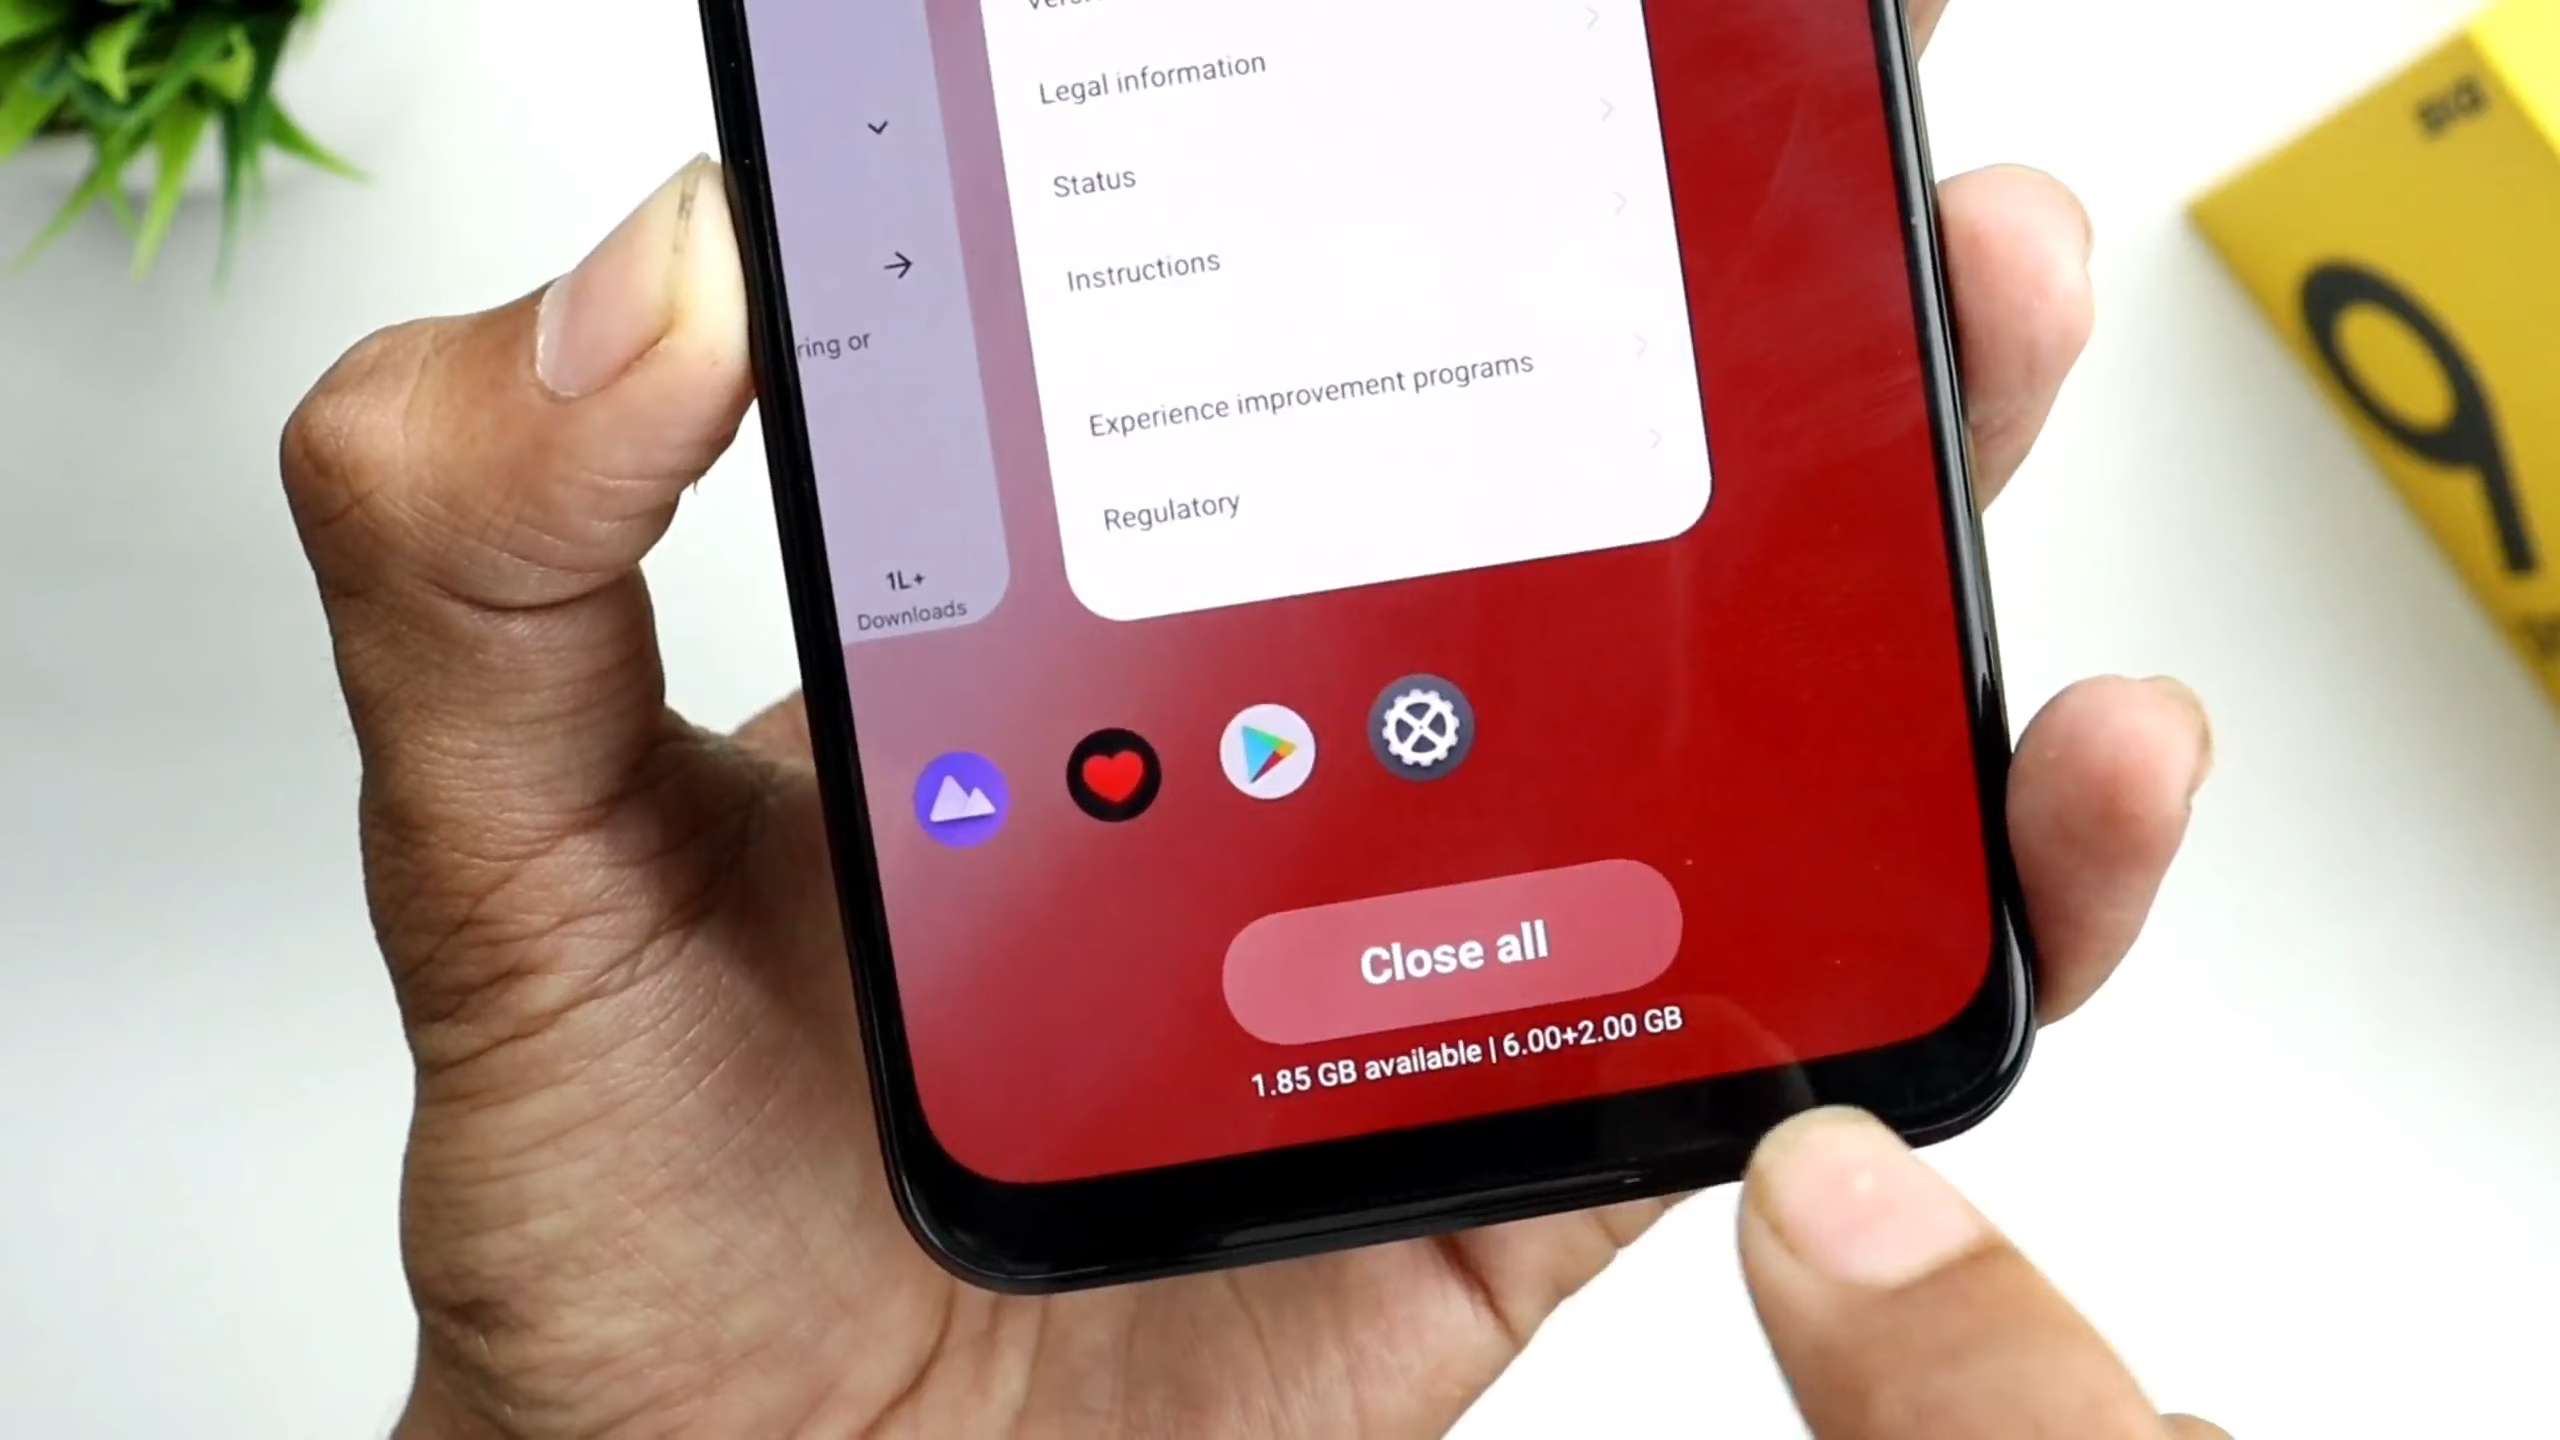 Legal information
Status
Instructions
Experience improvement programs
Regulatory
ring or
1L+
Downloads
Close all
1.85 GB available | 6.00+2.00 GB
9